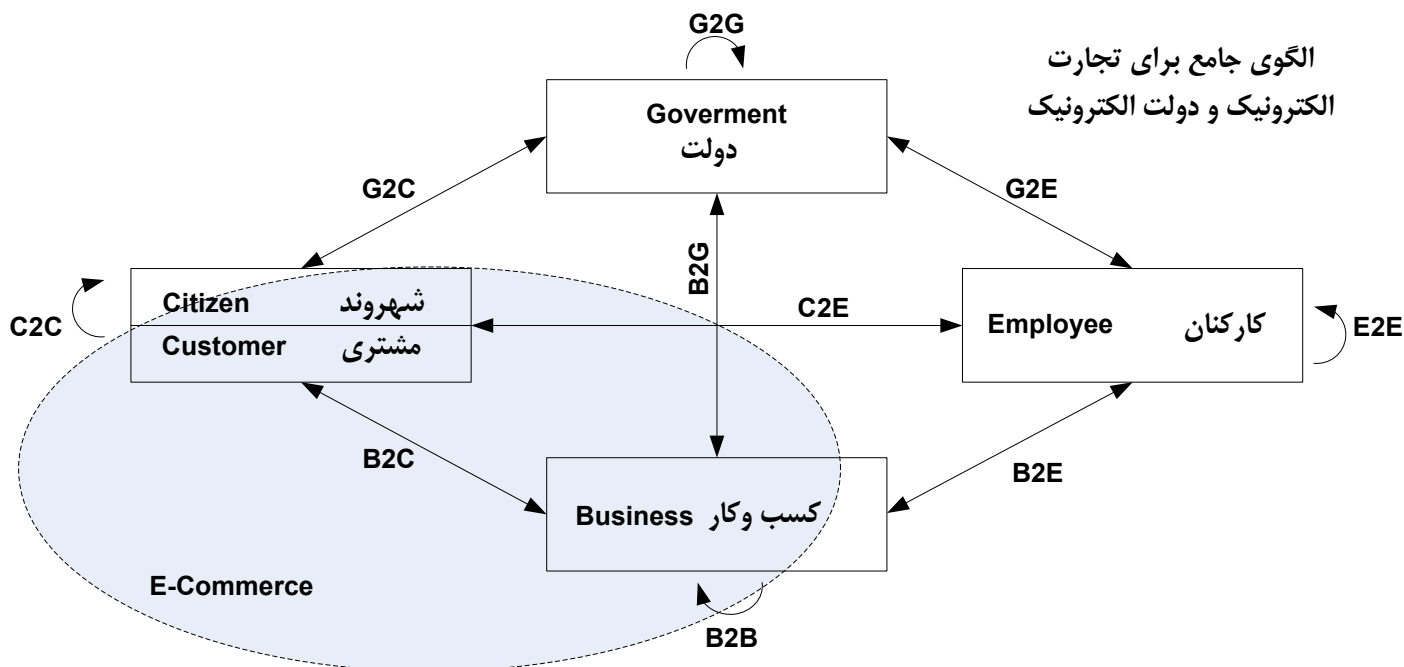 G2G
الگوی جامع برای تجارت
الکترونیک و دولت الکترونیک
Goverment
دولت
G2C
G2E
B2G
Citizen شهروند
C2E
C2C
Customer مشتری
Employee کارکنان
E2E
B2C
B2E
Business کسب وکار
E-Commerce
B2B